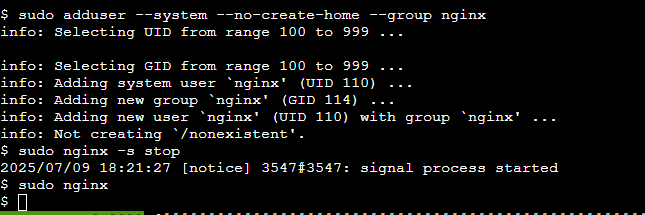 $ sudo adduser --system --no-create-home --group nginx
info: Selecting UID from range 100 to 999 ...

info: Selecting GID from range 100 to 999 ...
info: Adding system user `nginx' (UID 110) ...
info: Adding new group `nginx' (GID 114) ...
info: Adding new user `nginx' (UID 110) with group `nginx' ...
info: Not creating `/nonexistent'.
$ sudo nginx -s stop
2025/07/09 18:21:27 [notice] 3547#3547: signal process started
$ sudo nginx
$